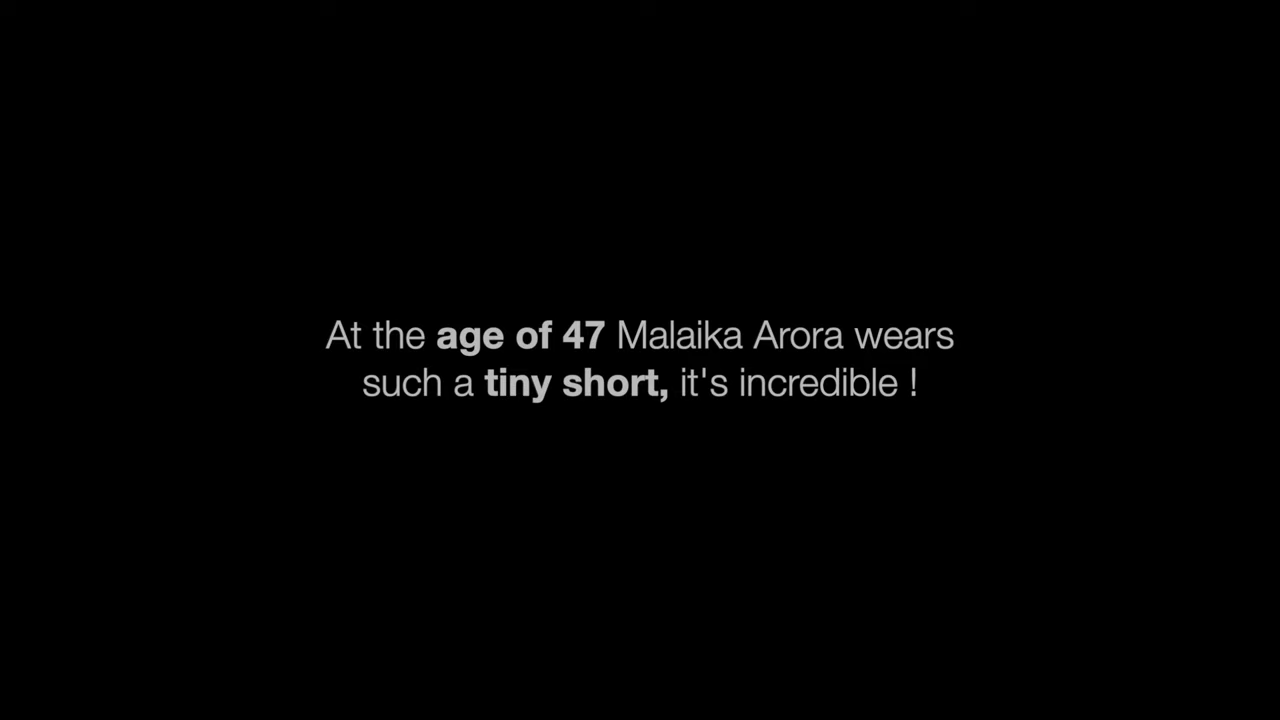 At the age of 47 Malaika Arora wears
such a tiny short, it's incredible !